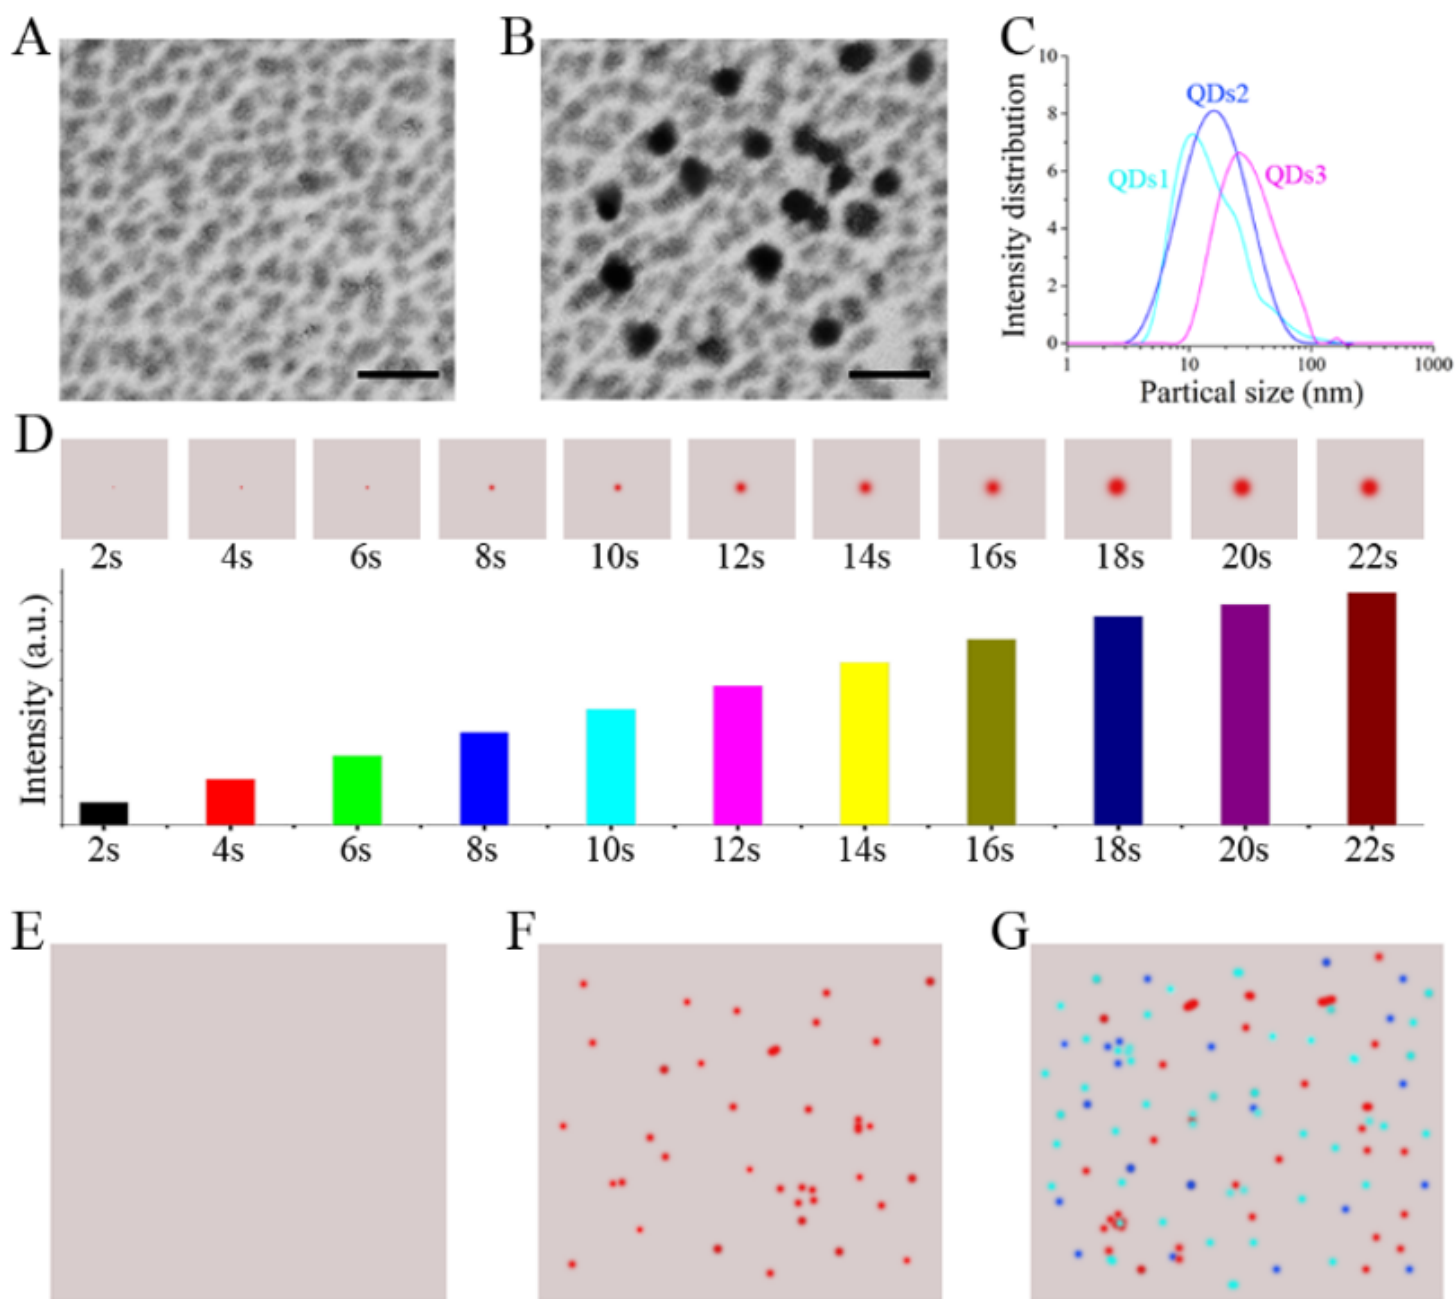 A
B
C
Intensity distribution
10
8
6
4
2
0
QDs2
QDs1
QDs3
1
10
100
1000
Partical size (nm)
D
2s 4s 6s 8s 10s 12s 14s 16s 18s 20s 22s
Intensity (a.u.)
2s 4s 6s 8s 10s 12s 14s 16s 18s 20s 22s
E
F
G